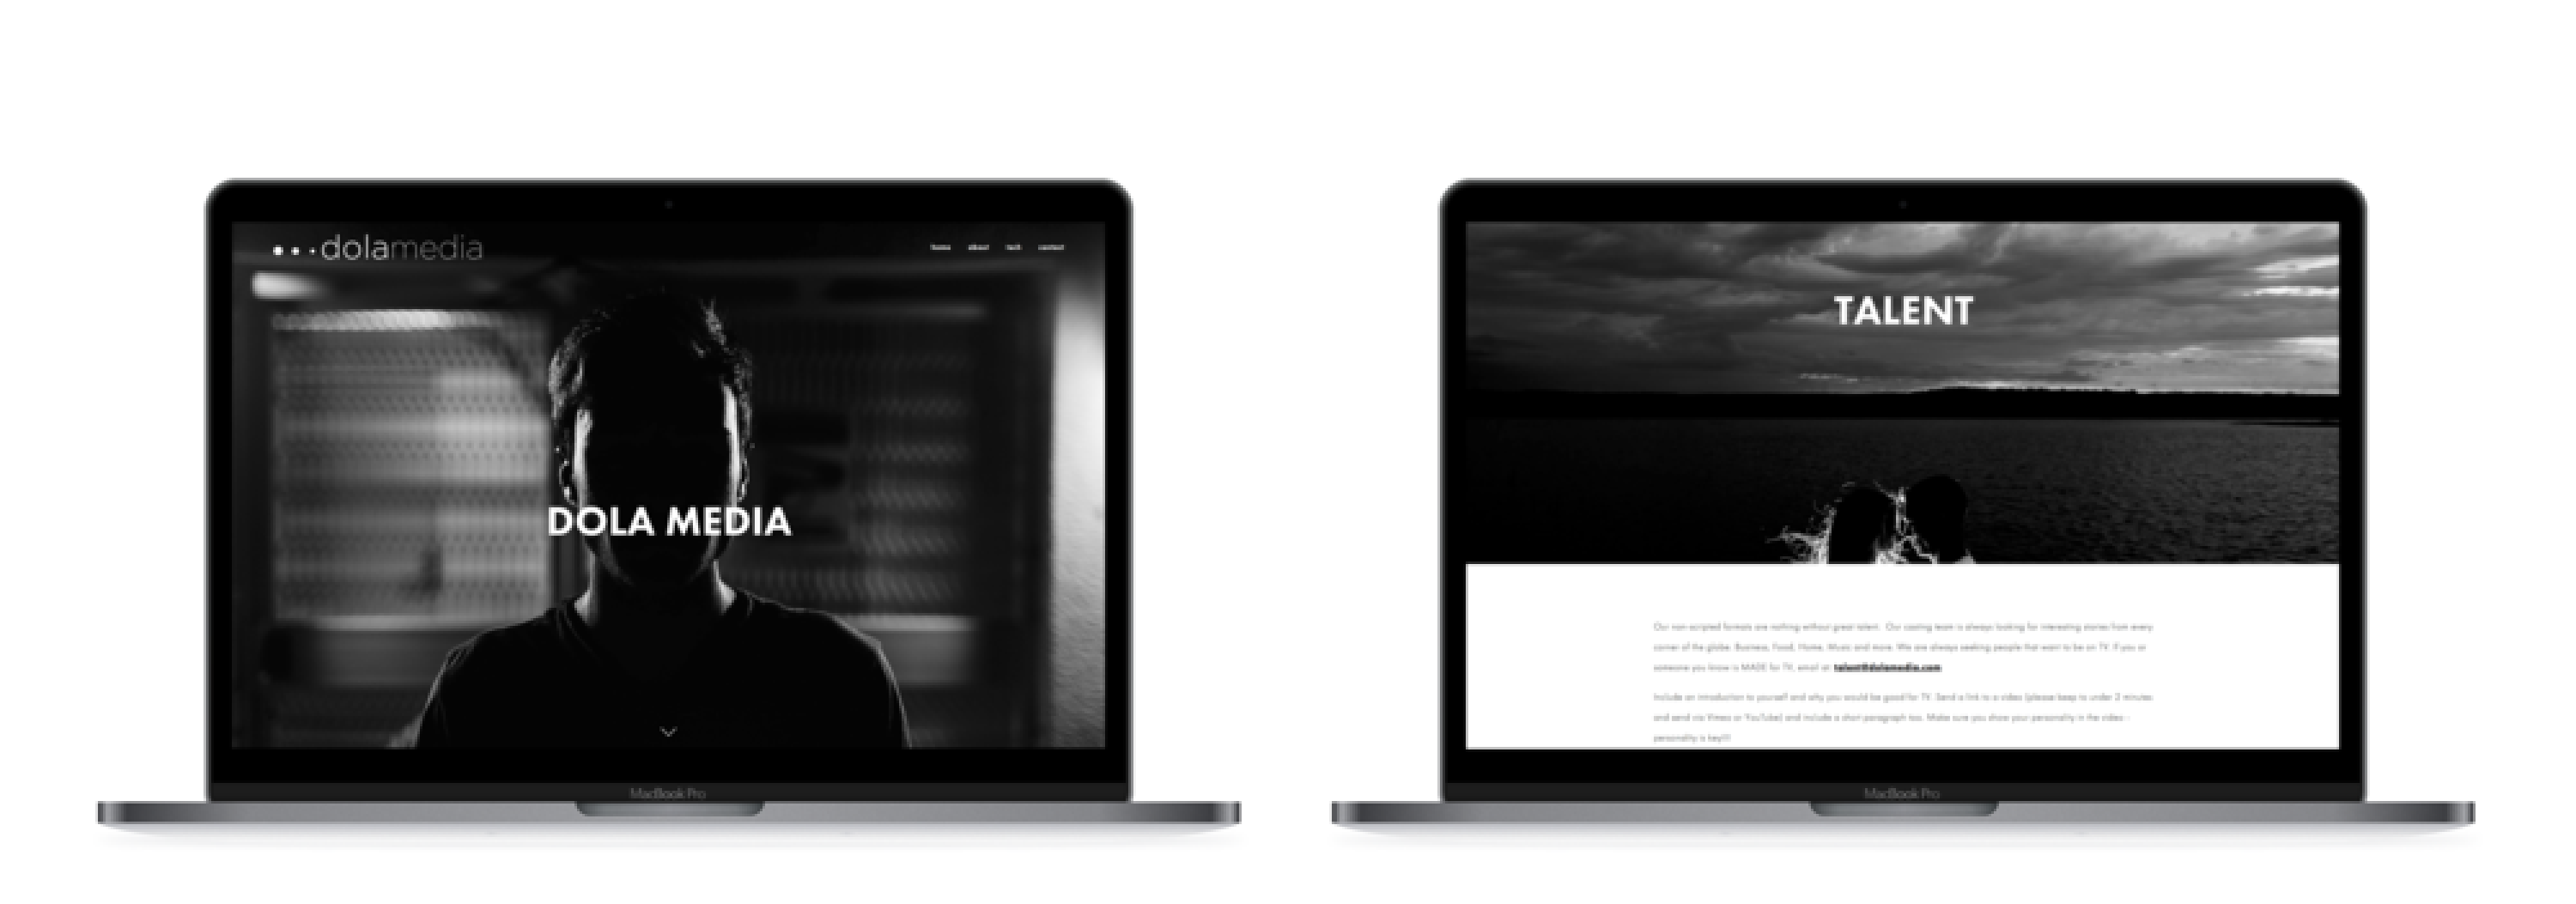 dolamedia
home about tech contact
DOLA MEDIA
MacBook Pro
TALENT
Our non-scripted formats are nothing without great talent. Our casting team is always looking for interesting stories from every
corner of the globe. Business, Food, Home, Music and more. We are always seeking people that want to be on TV. If you or
someone you know is MADE for TV, email at: talent@dolamedia.com
Include an introduction to yourself and why you would be good for TV. Send a link to a video (please keep to under 2 minutes
and send via Vimeo or YouTube) and include a short paragraph too. Make sure you show your personality in the video -
personality is key!!!
MacBook Pro